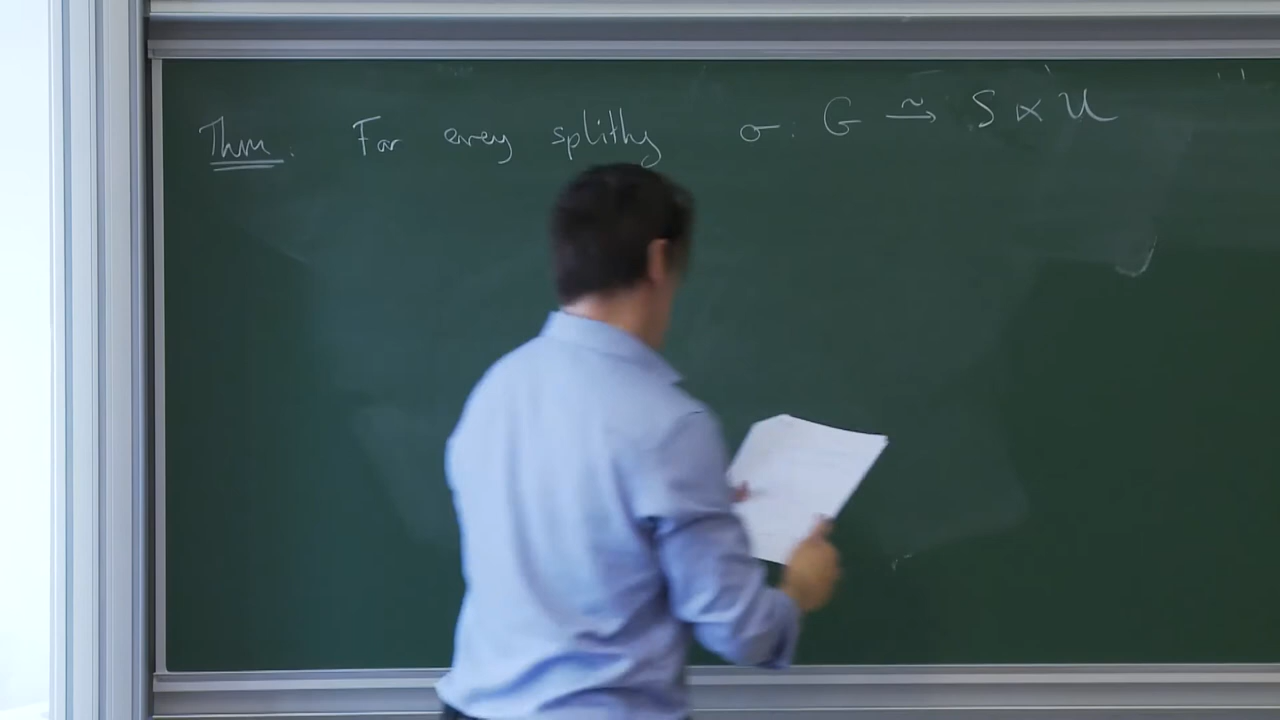 Thm. For every splitting σ: G ⥲ S ⋉ U